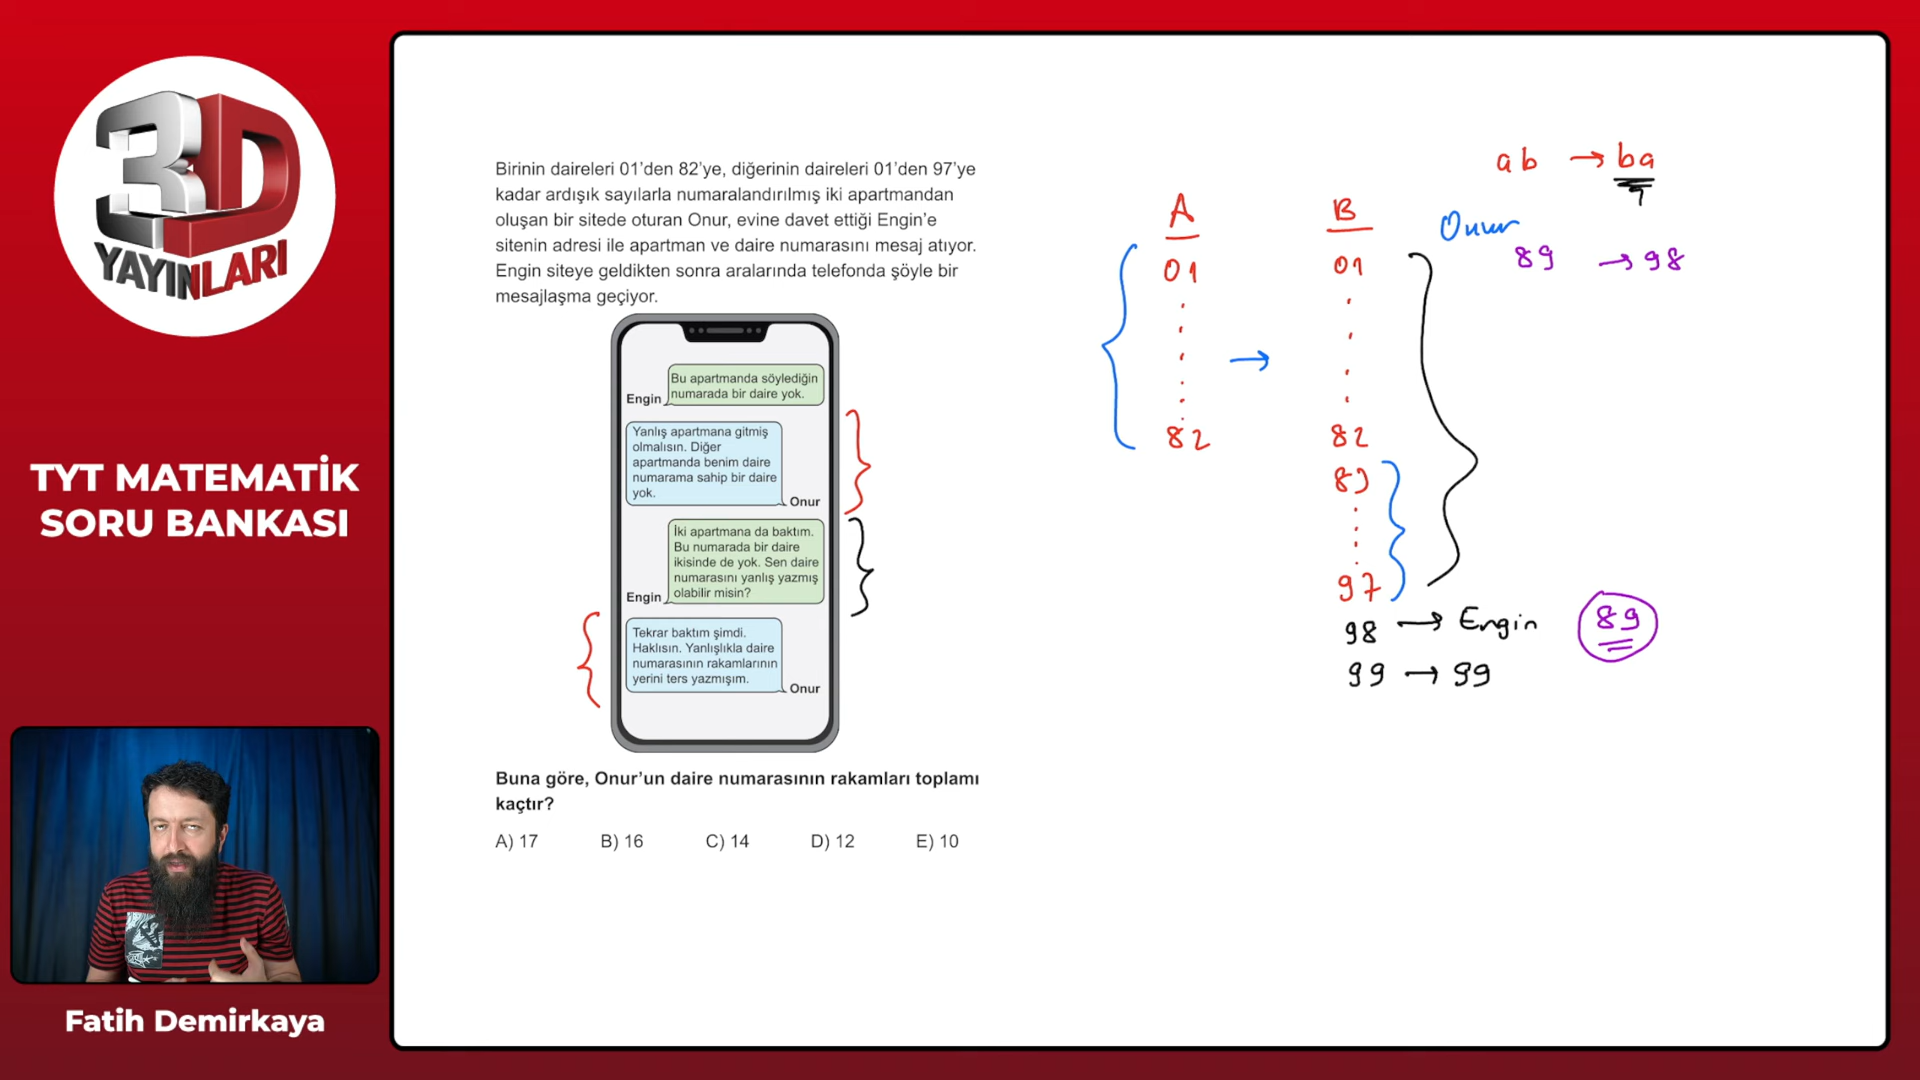 3D
YAYINLARI
TYT MATEMATİK
SORU BANKASI
Fatih Demirkaya
Birinin daireleri 01’den 82’ye, diğerinin daireleri 01’den 97’ye
kadar ardışık sayılarla numaralandırılmış iki apartmandan
oluşan bir sitede oturan Onur, evine davet ettiği Engin’e
sitenin adresi ile apartman ve daire numarasını mesaj atıyor.
Engin siteye geldikten sonra aralarında telefonda şöyle bir
mesajlaşma geçiyor.
Bu apartmanda söylediğin
numarada bir daire yok.
Engin
Yanlış apartmana gitmiş
olmalısın. Diğer
apartmanda benim daire
numarama sahip bir daire
yok.
Onur
İki apartmana da baktım.
Bu numarada bir daire
ikisinde de yok. Sen daire
numarasını yanlış yazmış
olabilir misin?
Engin
Tekrar baktım şimdi.
Haklısın. Yanlışlıkla daire
numarasının rakamlarının
yerini ters yazmışım.
Onur
Buna göre, Onur’un daire numarasının rakamları toplamı
kaçtır?
A) 17 B) 16 C) 14 D) 12 E) 10
A
01
82
→
B
01
82
83
97
98 → Engin
99 → 99
ab → ba
Onur
89 → 98
89